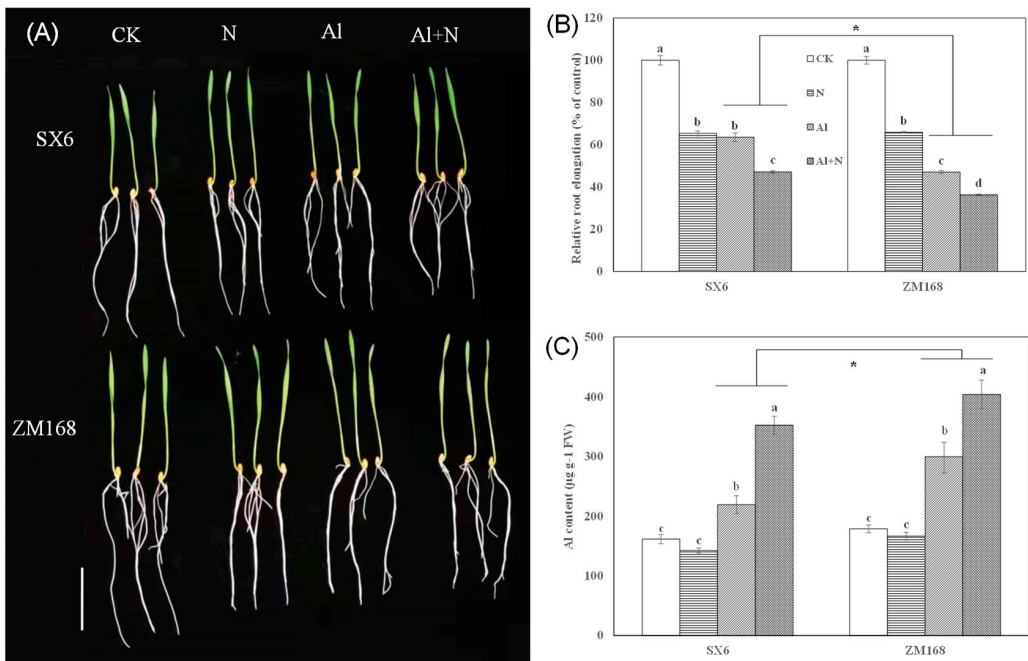 (A)
CK N Al Al+N
SX6
ZM168
(B)
Relative root elongation (% of control)
120
100
80
60
40
20
0
a
b
b
c
*
a
b
c
d
CK
N
Al
Al+N
SX6 ZM168
(C)
Al content (µg g-1 FW)
500
400
300
200
100
0
c
c
b
a
*
c
c
b
a
SX6 ZM168